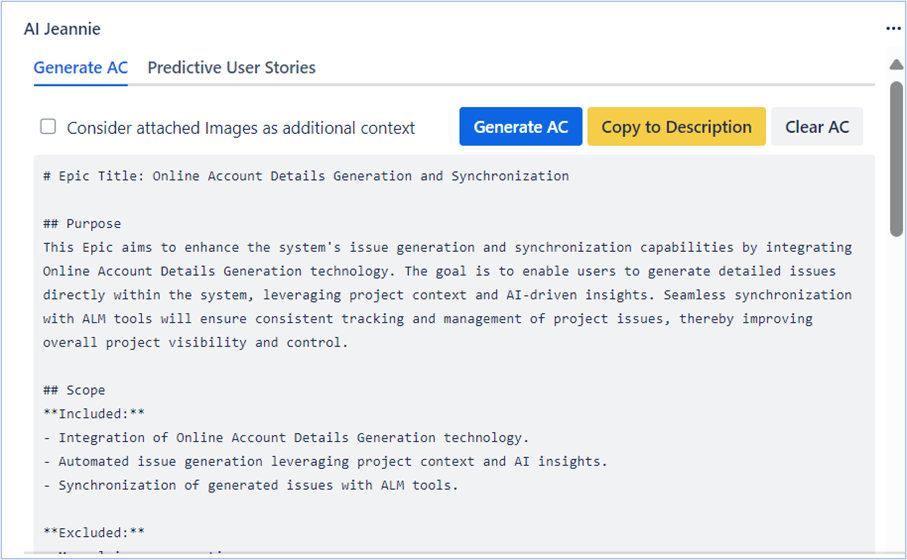 AI Jeannie
...
Generate AC Predictive User Stories
Consider attached Images as additional context Generate AC Copy to Description Clear AC
# Epic Title: Online Account Details Generation and Synchronization
## Purpose
This Epic aims to enhance the system's issue generation and synchronization capabilities by integrating
Online Account Details Generation technology. The goal is to enable users to generate detailed issues
directly within the system, leveraging project context and AI-driven insights. Seamless synchronization
with ALM tools will ensure consistent tracking and management of project issues, thereby improving
overall project visibility and control.
## Scope
**Included:**
- Integration of Online Account Details Generation technology.
- Automated issue generation leveraging project context and AI insights.
- Synchronization of generated issues with ALM tools.
**Excluded:**